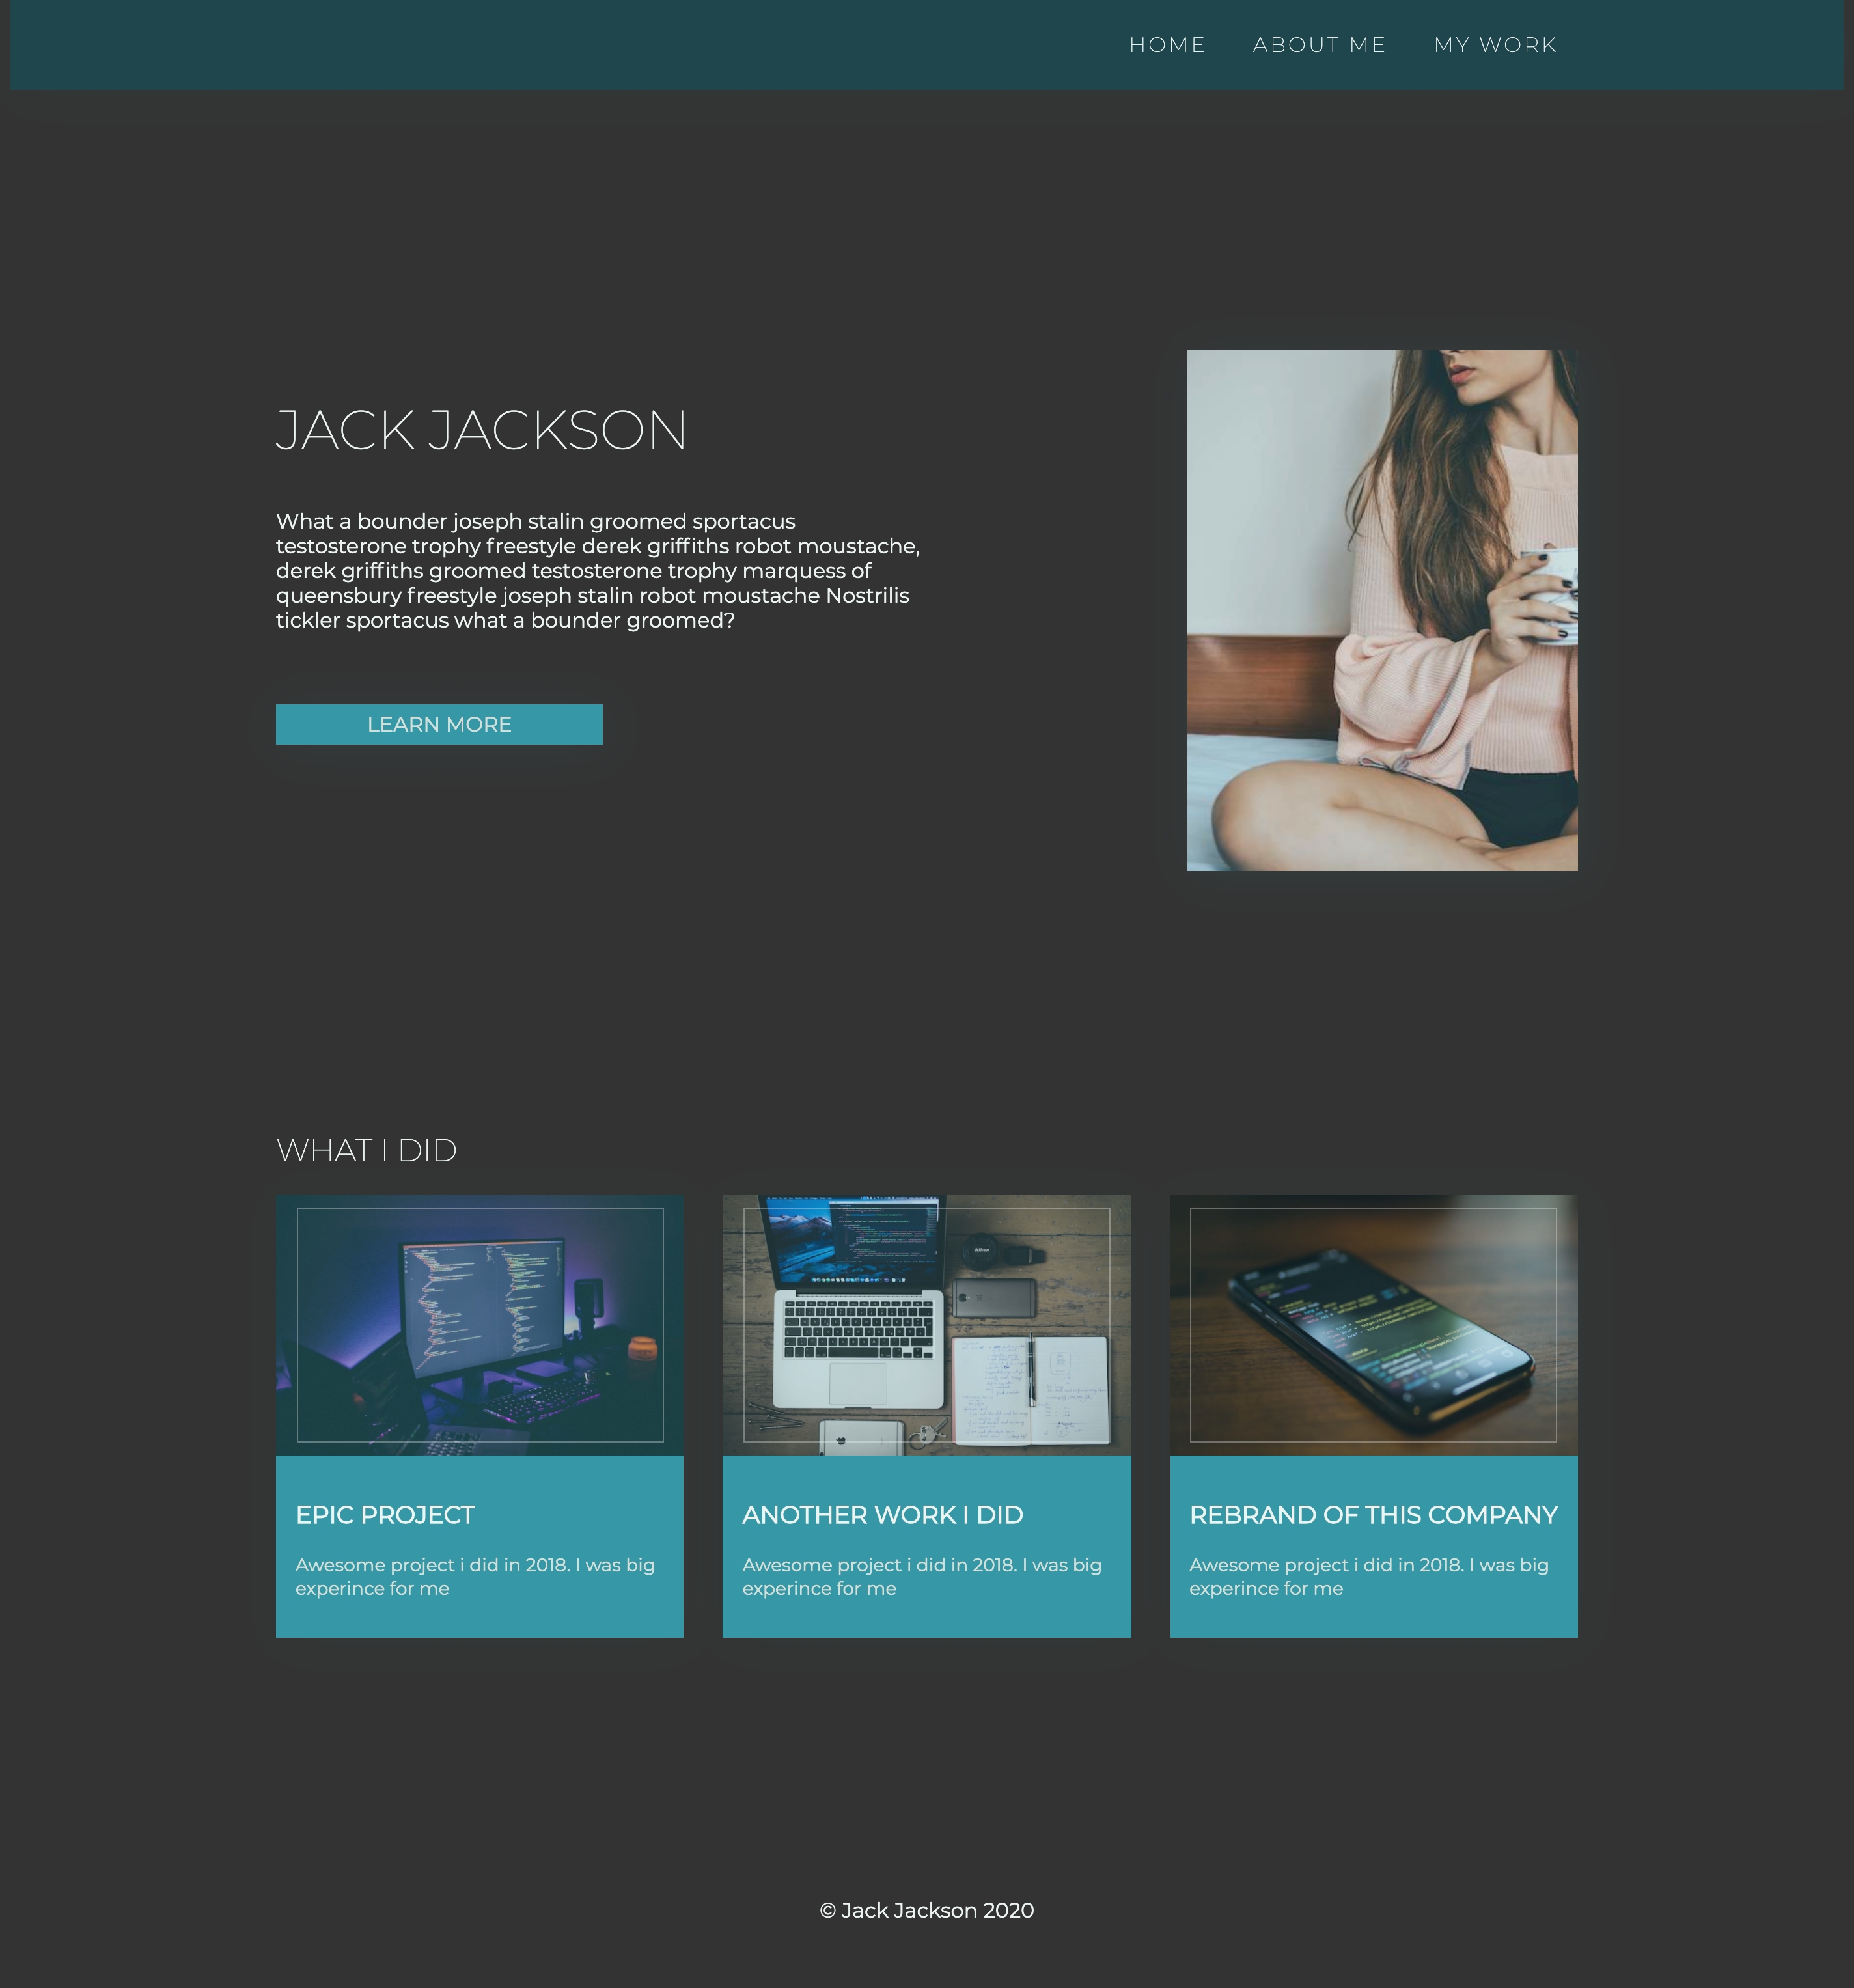 HOME ABOUT ME MY WORK
JACK JACKSON
What a bounder joseph stalin groomed sportacus
testosterone trophy freestyle derek griffiths robot moustache,
derek griffiths groomed testosterone trophy marquess of
queensbury freestyle joseph stalin robot moustache Nostrilis
tickler sportacus what a bounder groomed?
LEARN MORE
WHAT I DID
Nikon
EPIC PROJECT
Awesome project i did in 2018. I was big
experince for me
ANOTHER WORK I DID
Awesome project i did in 2018. I was big
experince for me
REBRAND OF THIS COMPANY
Awesome project i did in 2018. I was big
experince for me
© Jack Jackson 2020